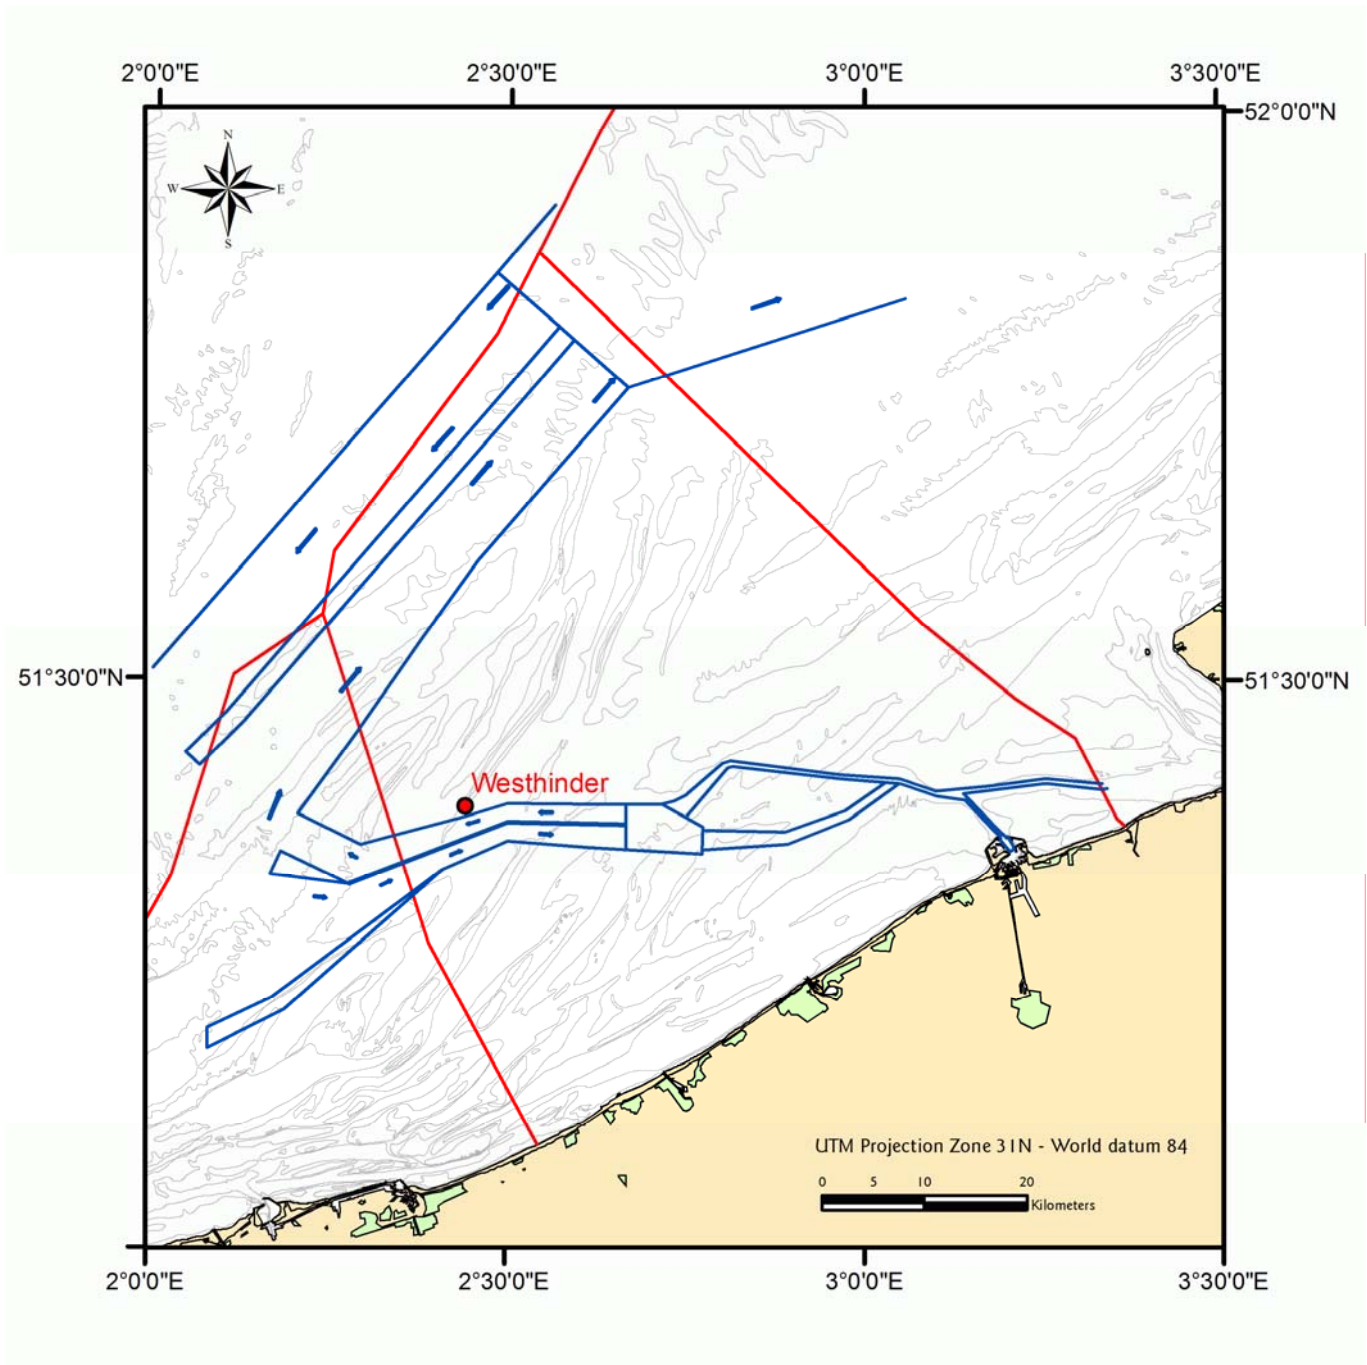 2°0'0"E 2°30'0"E 3°0'0"E 3°30'0"E
52°0'0"N
N
W E
S
51°30'0"N 51°30'0"N
Westhinder
UTM Projection Zone 31N - World datum 84
0 5 10 20
Kilometers
2°0'0"E 2°30'0"E 3°0'0"E 3°30'0"E